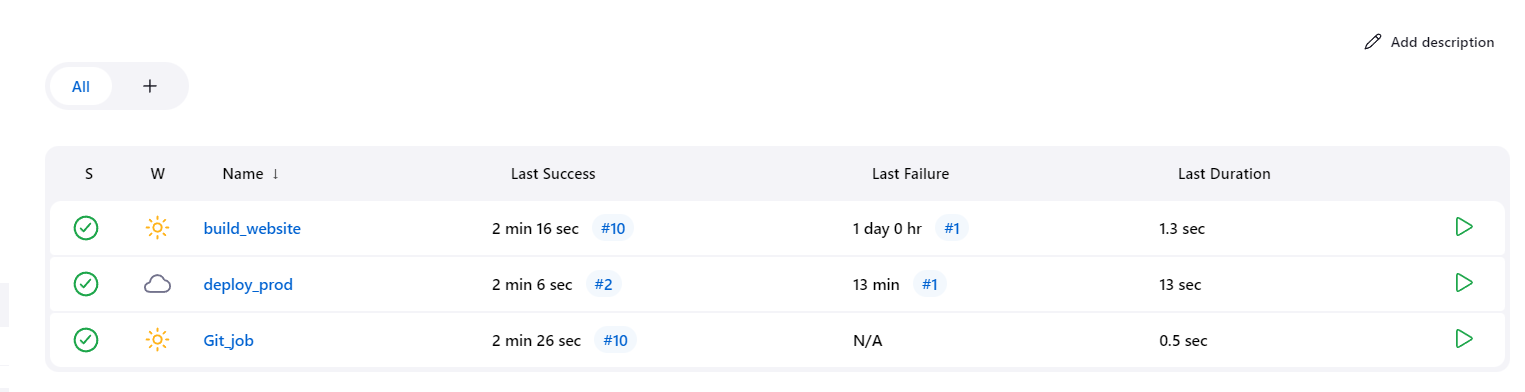 Add description
All +
S W Name ↓ Last Success Last Failure Last Duration
build_website 2 min 16 sec #10 1 day 0 hr #1 1.3 sec
deploy_prod 2 min 6 sec #2 13 min #1 13 sec
Git_job 2 min 26 sec #10 N/A 0.5 sec